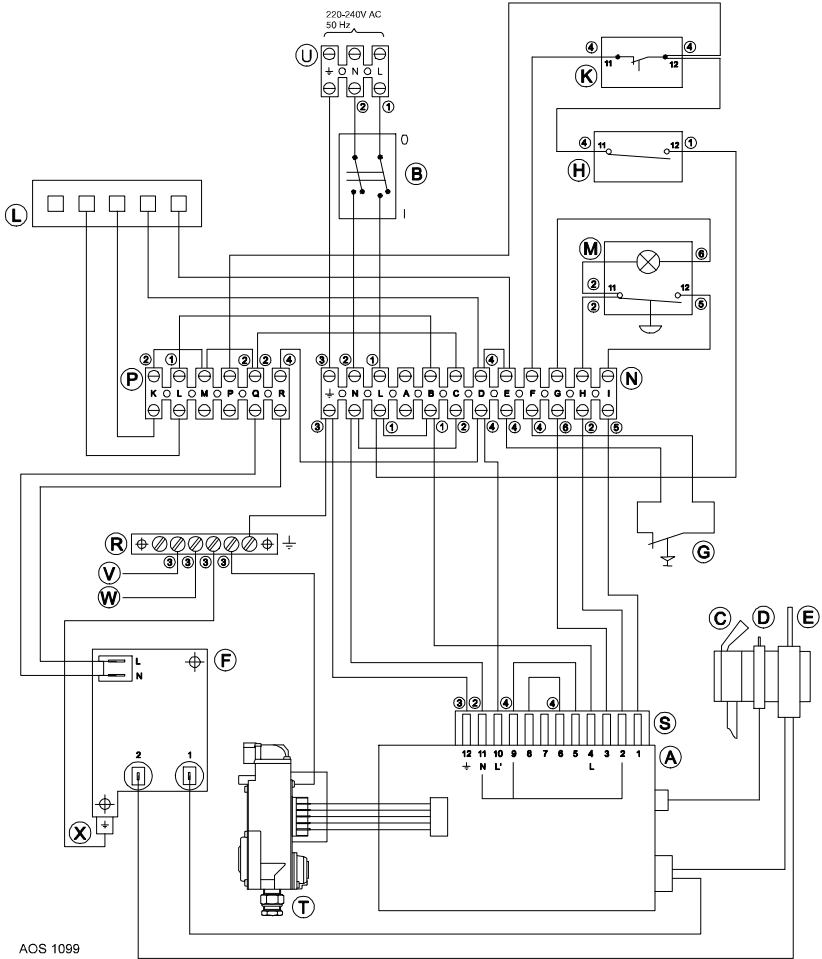 220-240V AC
50 Hz
U
⏚ N L
② ①
0
B
I
④ ④
11 12
K
④ ①
11 12
H
L
M
⑥
②
11 12
② ⑤
② ① ② ② ④ ③ ② ① ④
P
K L M P Q R
⏚ N L A B C D E F G H I
N
③ ① ① ② ④ ④ ④ ⑥ ② ⑤
G
R
③ ③ ③ ③
V
W
F
L
N
2 1
X
C D E
③ ② ④ ④
S
12 11 10 9 8 7 6 5 4 3 2 1
⏚ N L' L
A
T
AOS 1099